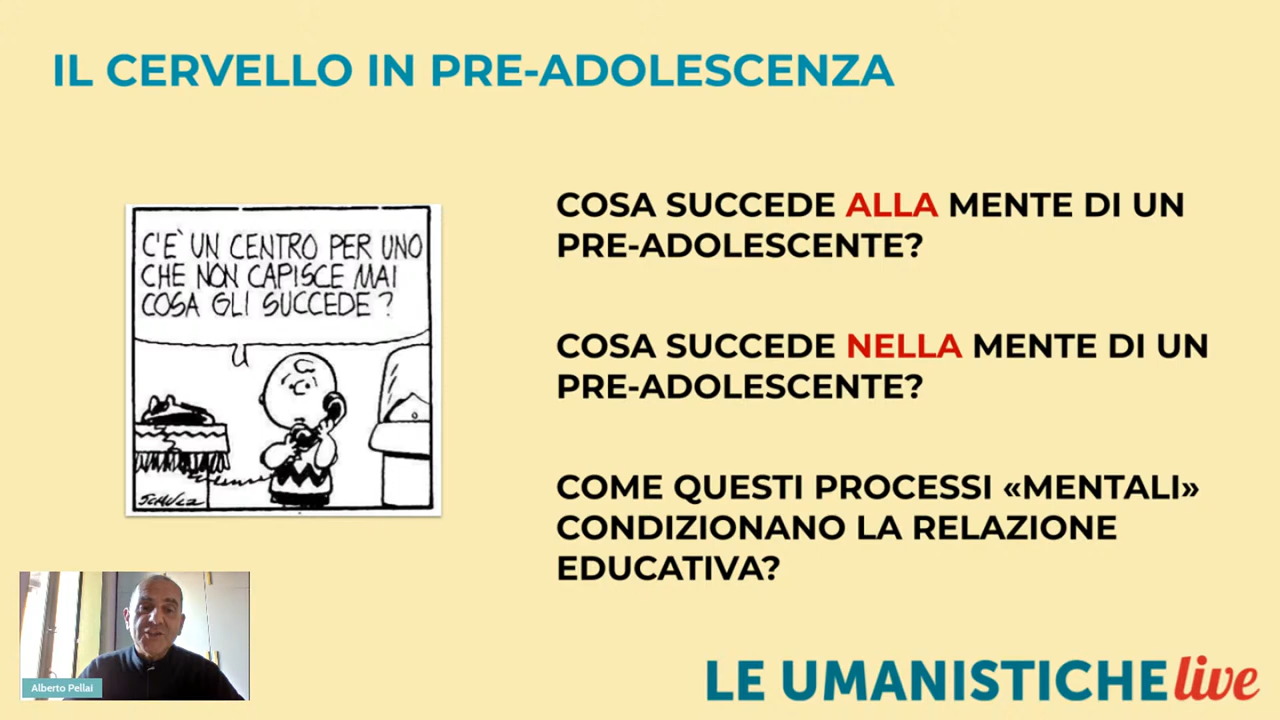 IL CERVELLO IN PRE-ADOLESCENZA
C'È UN CENTRO PER UNO
CHE NON CAPISCE MAI
COSA GLI SUCCEDE?
SCHULZ
COSA SUCCEDE ALLA MENTE DI UN
PRE-ADOLESCENTE?
COSA SUCCEDE NELLA MENTE DI UN
PRE-ADOLESCENTE?
COME QUESTI PROCESSI «MENTALI»
CONDIZIONANO LA RELAZIONE
EDUCATIVA?
Alberto Pellai
LE UMANISTICHE live